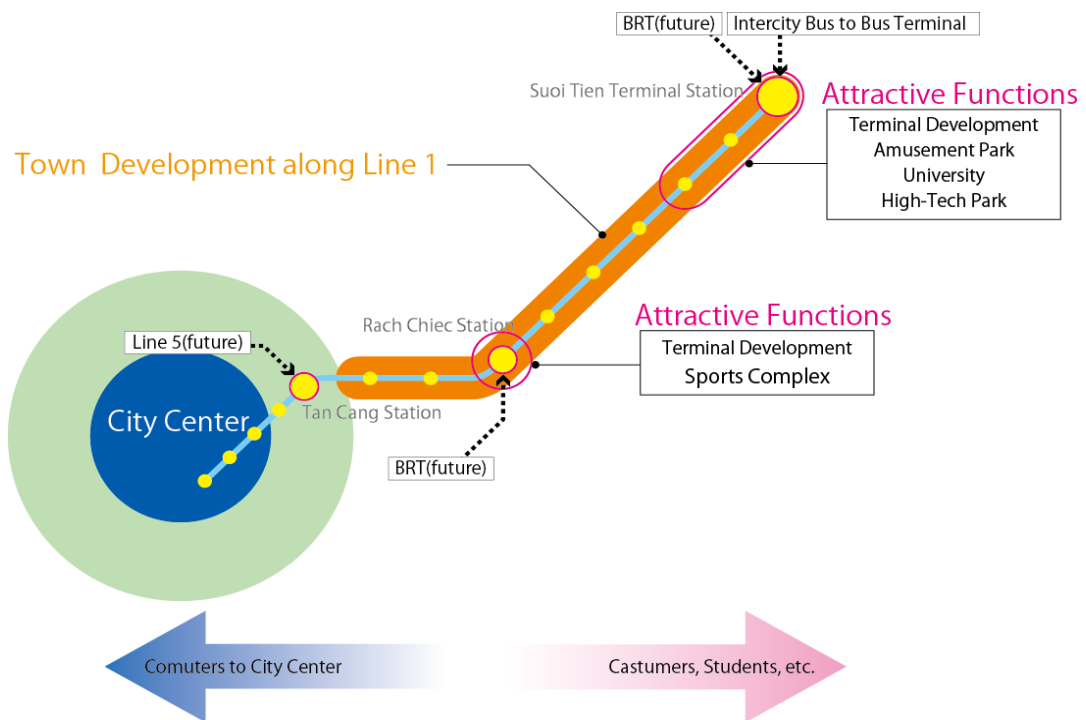 BRT(future)
Intercity Bus to Bus Terminal
Suoi Tien Terminal Station
Attractive Functions
Terminal Development
Amusement Park
University
High-Tech Park
Town Development along Line 1
Rach Chiec Station
Attractive Functions
Terminal Development
Sports Complex
Line 5(future)
Tan Cang Station
City Center
BRT(future)
Comuters to City Center
Castumers, Students, etc.